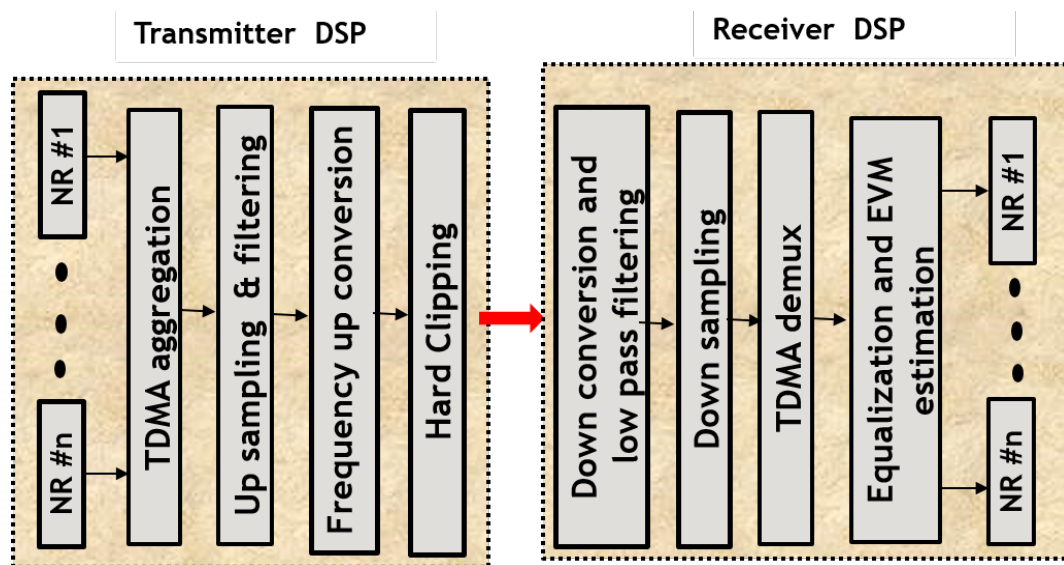 Transmitter DSP
Receiver DSP
NR #1
NR #n
TDMA aggregation
Up sampling & filtering
Frequency up conversion
Hard Clipping
Down conversion and
low pass filtering
Down sampling
TDMA demux
Equalization and EVM
estimation
NR #1
NR #n